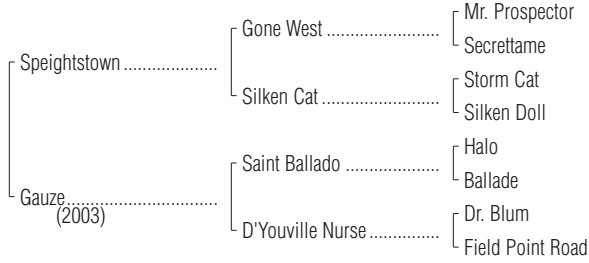 Mr. Prospector
Gone West ......................
Secrettame
Speightstown ...................
Storm Cat
Silken Cat .......................
Silken Doll
Halo
Saint Ballado ...................
Ballade
Gauze..............................
(2003)
Dr. Blum
D'Youville Nurse..............
Field Point Road